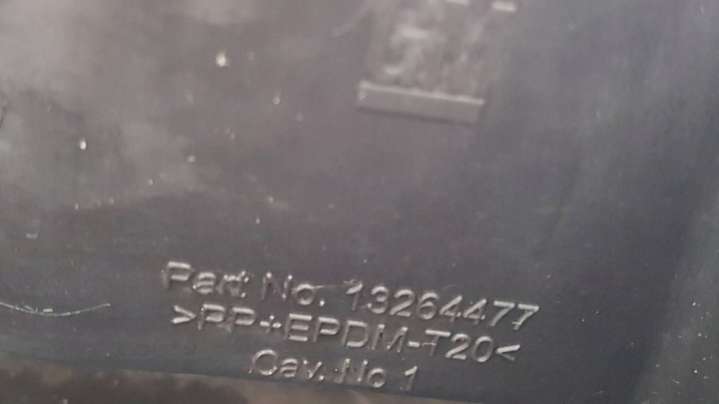 Part No. 13264477
>PP+EPDM-T20<
Cav. No 1